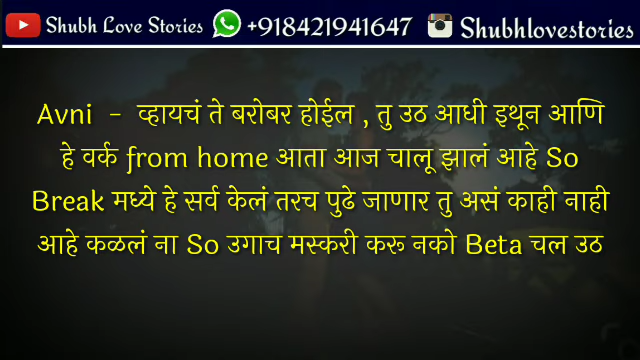 Shubh Love Stories +918421941647 Shubhlovestories
Avni - व्हायचं ते बरोबर होईल , तु उठ आधी इथून आणि
हे वर्क from home आता आज चालू झालं आहे So
Break मध्ये हे सर्व केलं तरच पुढे जाणार तु असं काही नाही
आहे कळलं ना So उगाच मस्करी करू नको Beta चल उठ